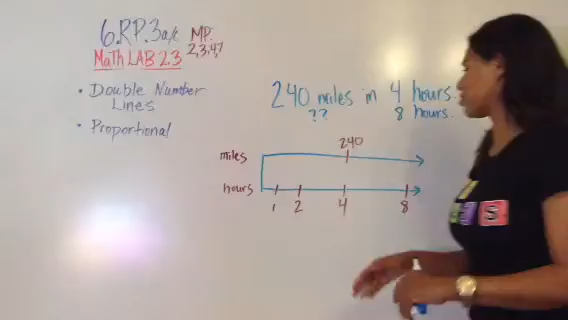 6.RP.3a/c MP.
2,3,4,7
Math LAB 2.3
• Double Number
Lines
• Proportional
240 miles in 4 hours.
?? 8 hours.
240
miles
hours
1 2 4 8